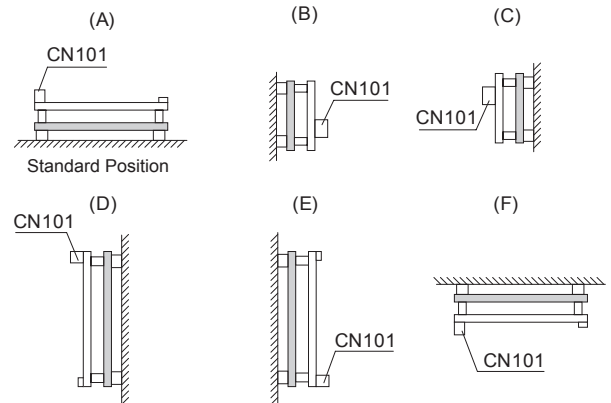 (A)
CN101
Standard Position
(B)
CN101
(C)
CN101
(D)
CN101
(E)
CN101
(F)
CN101